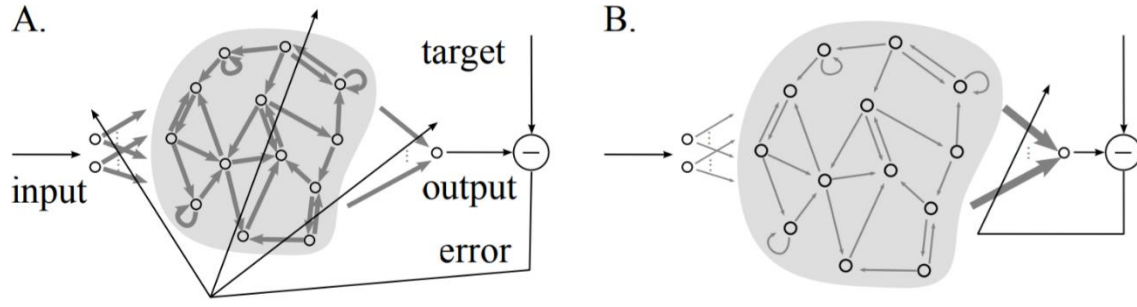 A.
B.
target
input
output
error